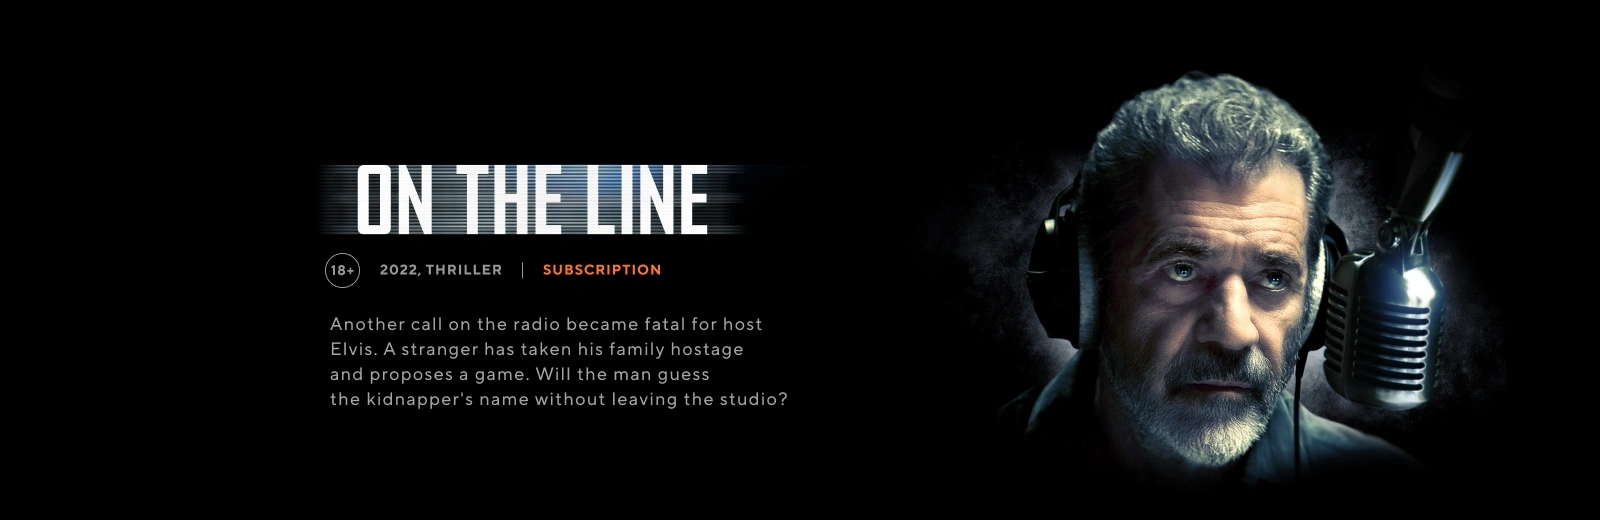 ON THE LINE
18+ 2022, THRILLER | SUBSCRIPTION
Another call on the radio became fatal for host
Elvis. A stranger has taken his family hostage
and proposes a game. Will the man guess
the kidnapper's name without leaving the studio?